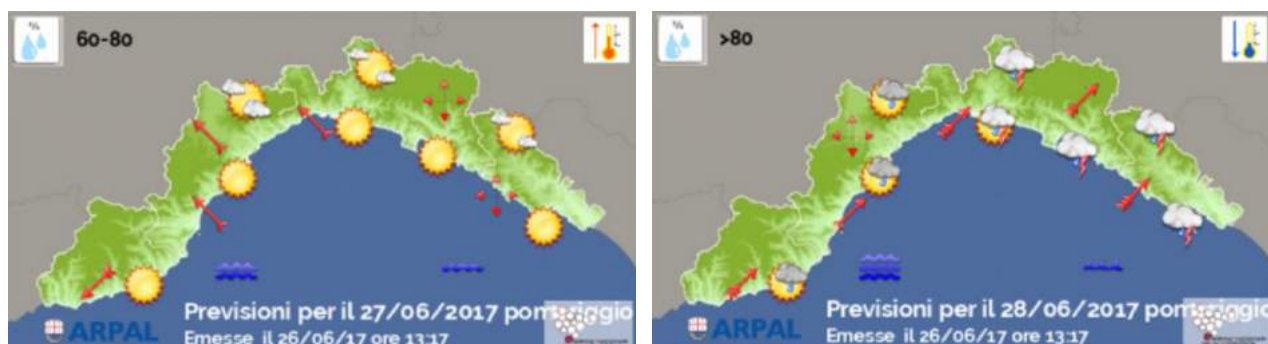 %
60-80
Previsioni per il 27/06/2017 pomeriggio
ARPAL
Emesse il 26/06/17 ore 13:17
%
>80
Previsioni per il 28/06/2017 pomeriggio
ARPAL
Emesse il 26/06/17 ore 13:17